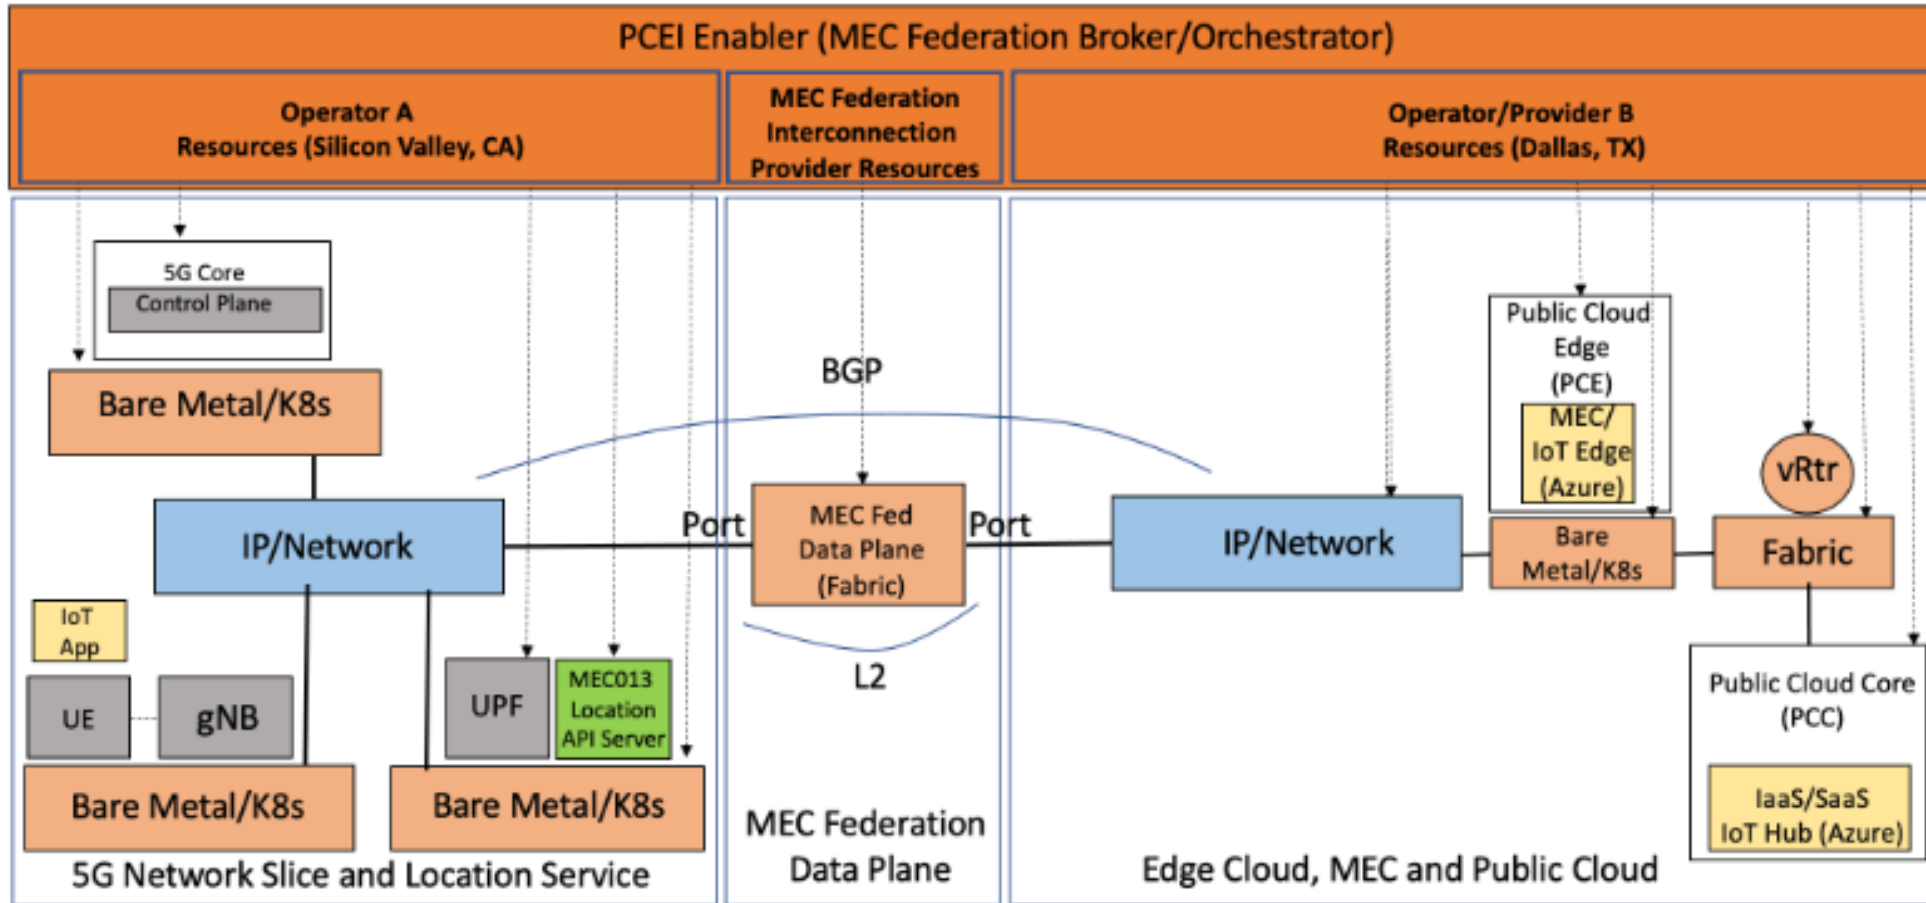 PCEI Enabler (MEC Federation Broker/Orchestrator)
Operator A
Resources (Silicon Valley, CA)
MEC Federation
Interconnection
Provider Resources
Operator/Provider B
Resources (Dallas, TX)
5G Core
Control Plane
Bare Metal/K8s
IP/Network
IoT
App
UE
gNB
UPF
MEC013
Location
API Server
Bare Metal/K8s
Bare Metal/K8s
5G Network Slice and Location Service
BGP
Port
MEC Fed
Data Plane
(Fabric)
Port
L2
MEC Federation
Data Plane
IP/Network
Public Cloud
Edge
(PCE)
MEC/
IoT Edge
(Azure)
Bare
Metal/K8s
vRtr
Fabric
Public Cloud Core
(PCC)
IaaS/SaaS
IoT Hub (Azure)
Edge Cloud, MEC and Public Cloud